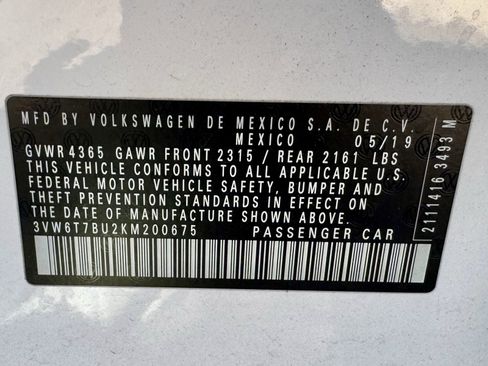 MFD BY VOLKSWAGEN DE MEXICO S.A. DE C.V.
MEXICO 05/19
GVWR 4365 GAWR FRONT 2315 / REAR 2161 LBS
THIS VEHICLE CONFORMS TO ALL APPLICABLE U.S.
FEDERAL MOTOR VEHICLE SAFETY, BUMPER AND
THEFT PREVENTION STANDARDS IN EFFECT ON
THE DATE OF MANUFACTURE SHOWN ABOVE
3VW6T7BU2KM200675 PASSENGER CAR
2111416 3493 M